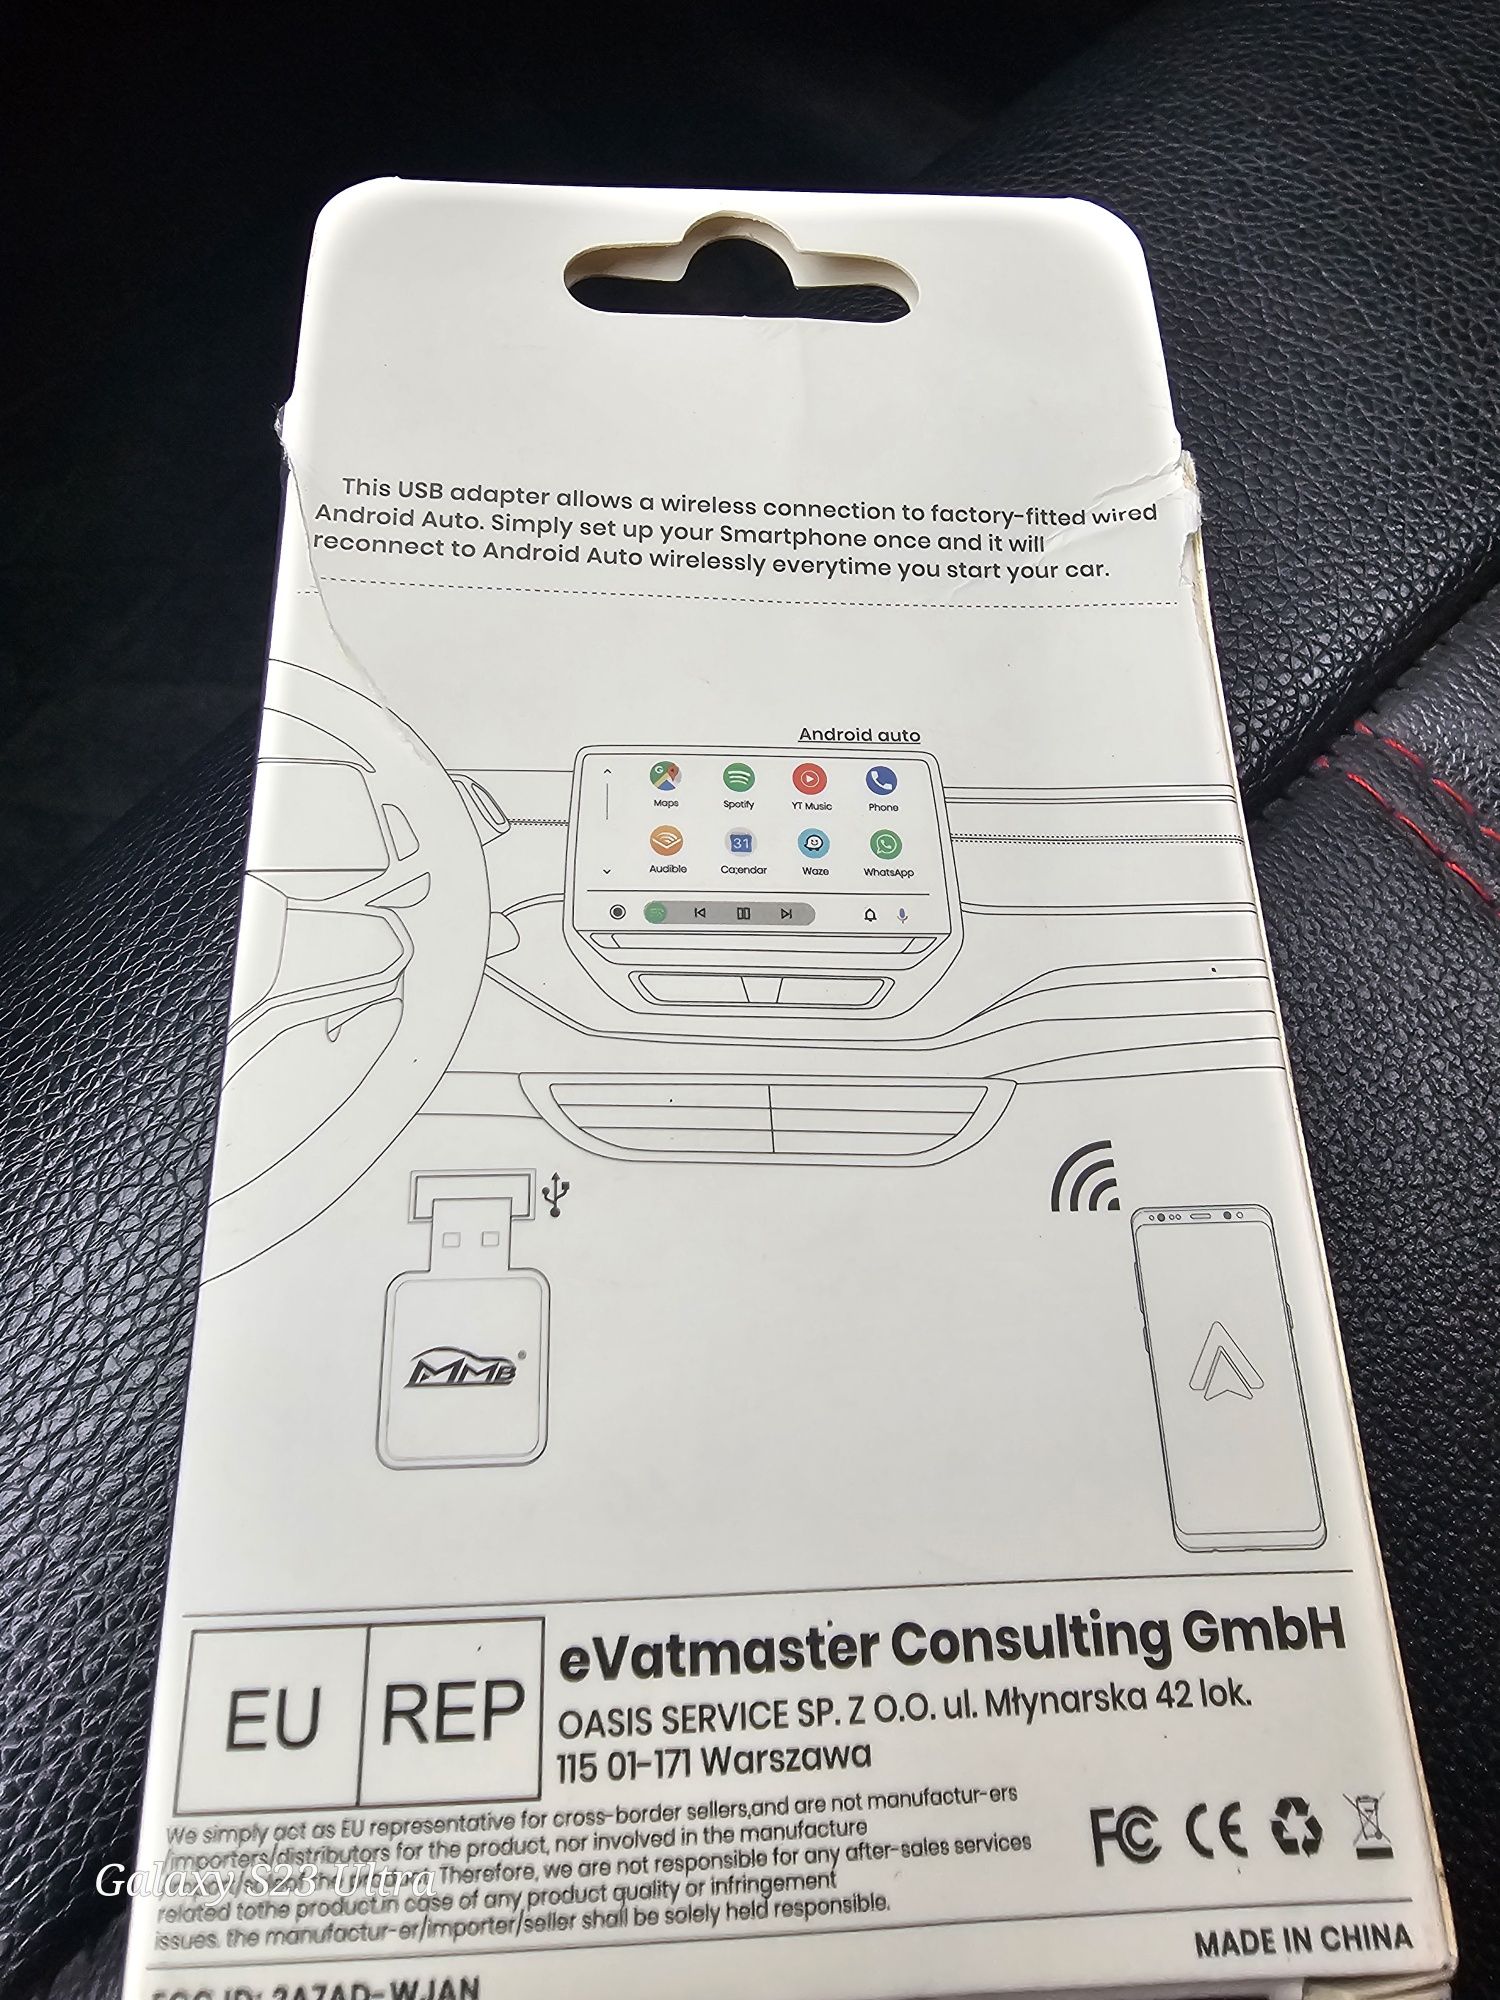 This USB adapter allows a wireless connection to factory-fitted wired
Android Auto. Simply set up your Smartphone once and it will
reconnect to Android Auto wirelessly everytime you start your car.
Android auto
Maps Spotify YT Music Phone
31
Audible Ca;endar Waze WhatsApp
MMB®
EU REP
eVatmaster Consulting GmbH
OASIS SERVICE SP. Z O.O. ul. Młynarska 42 lok.
115 01-171 Warszawa
We simply act as EU representative for cross-border sellers,and are not manufactur-ers
/importers/distributors for the product, nor involved in the manufacture
Therefore, we are not responsible for any after-sales services
related tothe product.in case of any product quality or infringement
issues. the manufactur-er/importer/seller shall be solely held responsible.
FC CE
MADE IN CHINA
FCC ID: 2A7AD-WJAN
Galaxy S23 Ultra